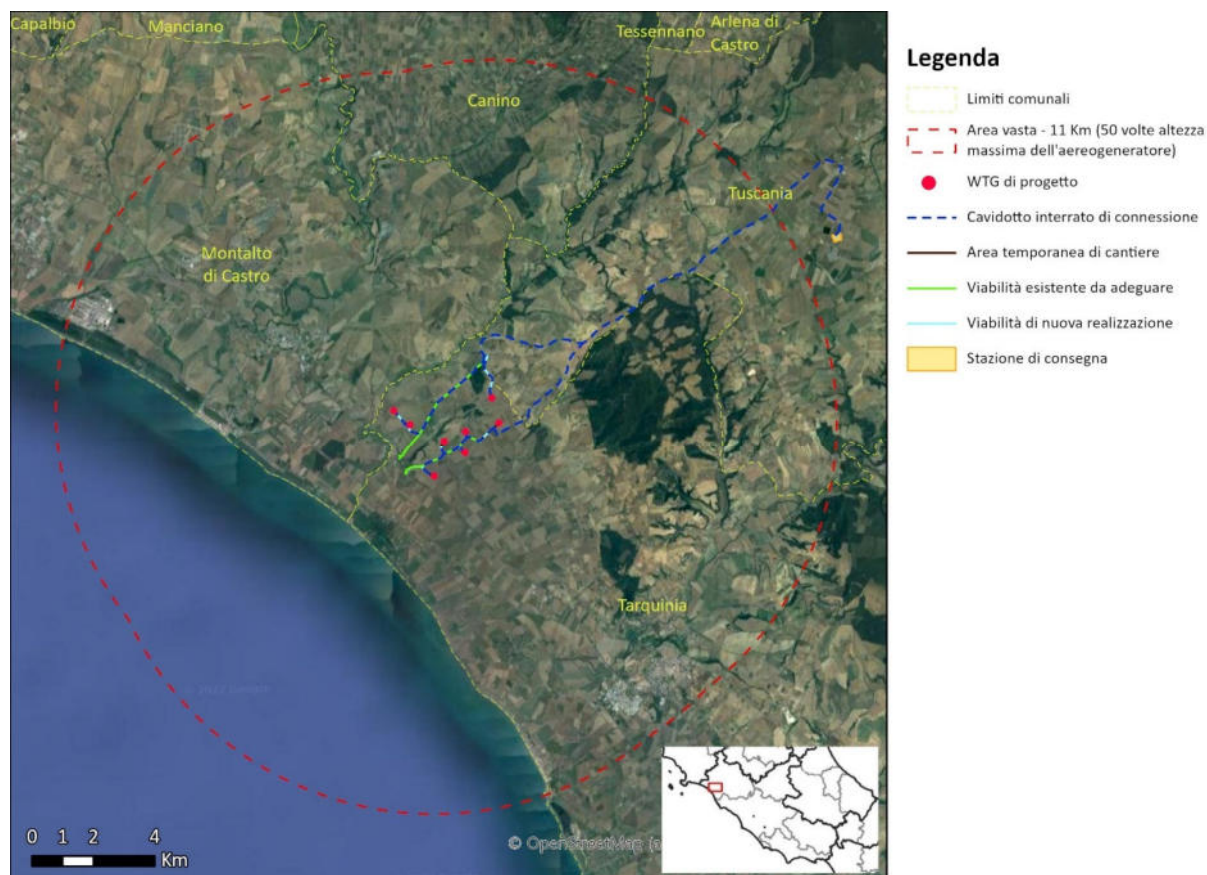 Capalbio
Manciano
Tessennano
Arlena di
Castro
Canino
Tuscania
Montalto
di Castro
Tarquinia
0 1 2 4
Km
© OpenStreetMap (a
Legenda
Limiti comunali
Area vasta - 11 Km (50 volte altezza
massima dell'aereogeneratore)
WTG di progetto
Cavidotto interrato di connessione
Area temporanea di cantiere
Viabilità esistente da adeguare
Viabilità di nuova realizzazione
Stazione di consegna